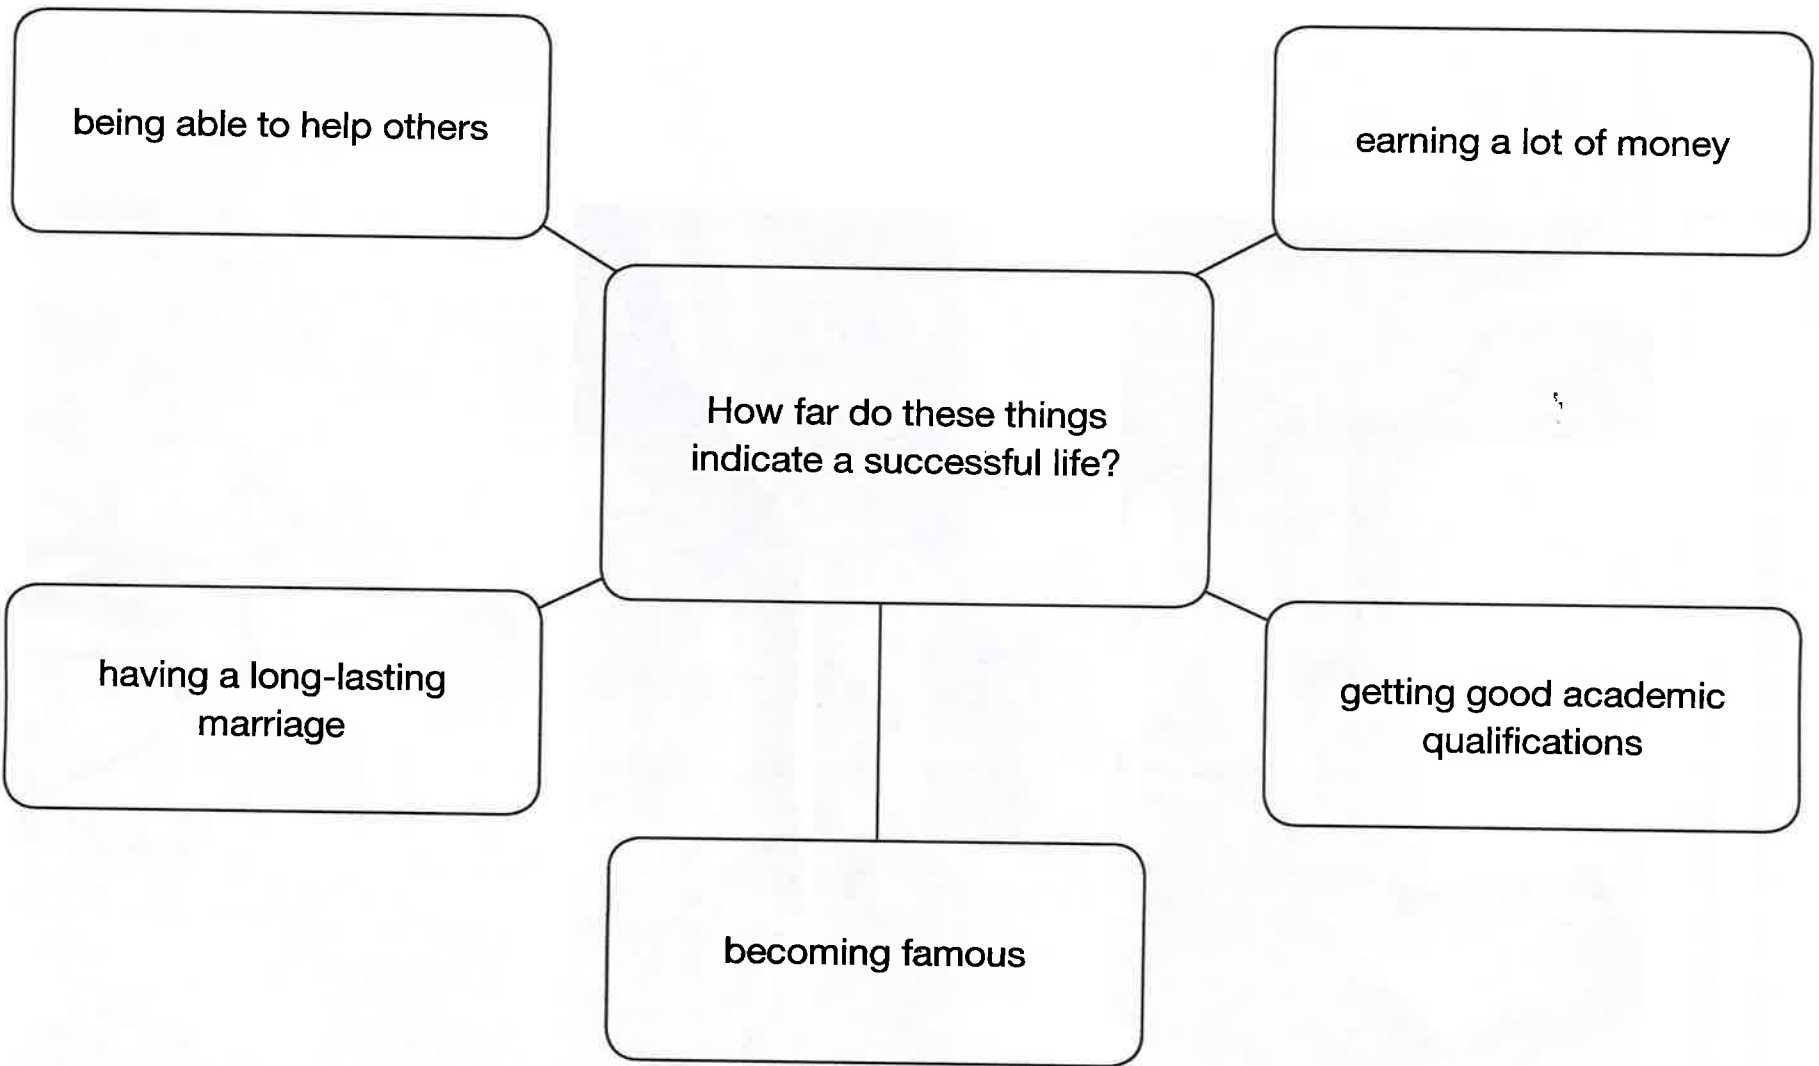 being able to help others
earning a lot of money
How far do these things
indicate a successful life?
having a long-lasting
marriage
getting good academic
qualifications
becoming famous